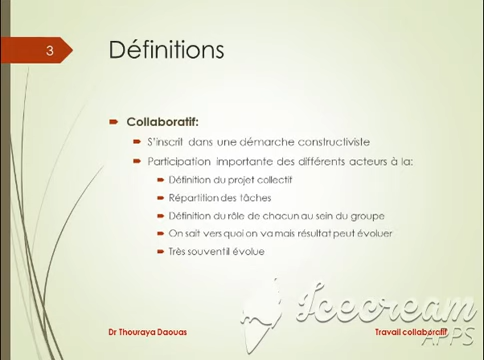 3
Définitions
Collaboratif:
S'inscrit dans une démarche constructiviste
Participation importante des différents acteurs à la:
Définition du projet collectif
Répartition des tâches
Définition du rôle de chacun au sein du groupe
On sait vers quoi on va mais résultat peut évoluer
Très souventil évolue
Icecream
APPS
Dr Thouraya Daouas
Travail collaboratif